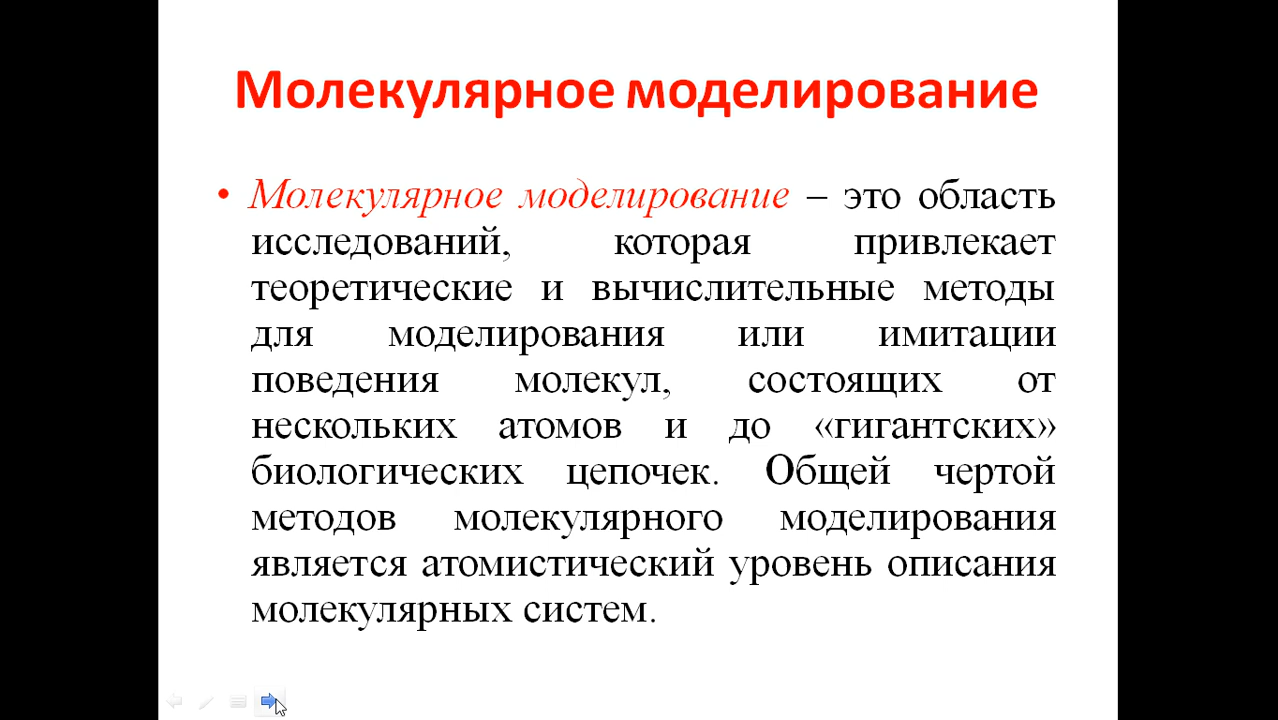 Молекулярное моделирование
• Молекулярное моделирование – это область
исследований, которая привлекает
теоретические и вычислительные методы
для моделирования или имитации
поведения молекул, состоящих от
нескольких атомов и до «гигантских»
биологических цепочек. Общей чертой
методов молекулярного моделирования
является атомистический уровень описания
молекулярных систем.